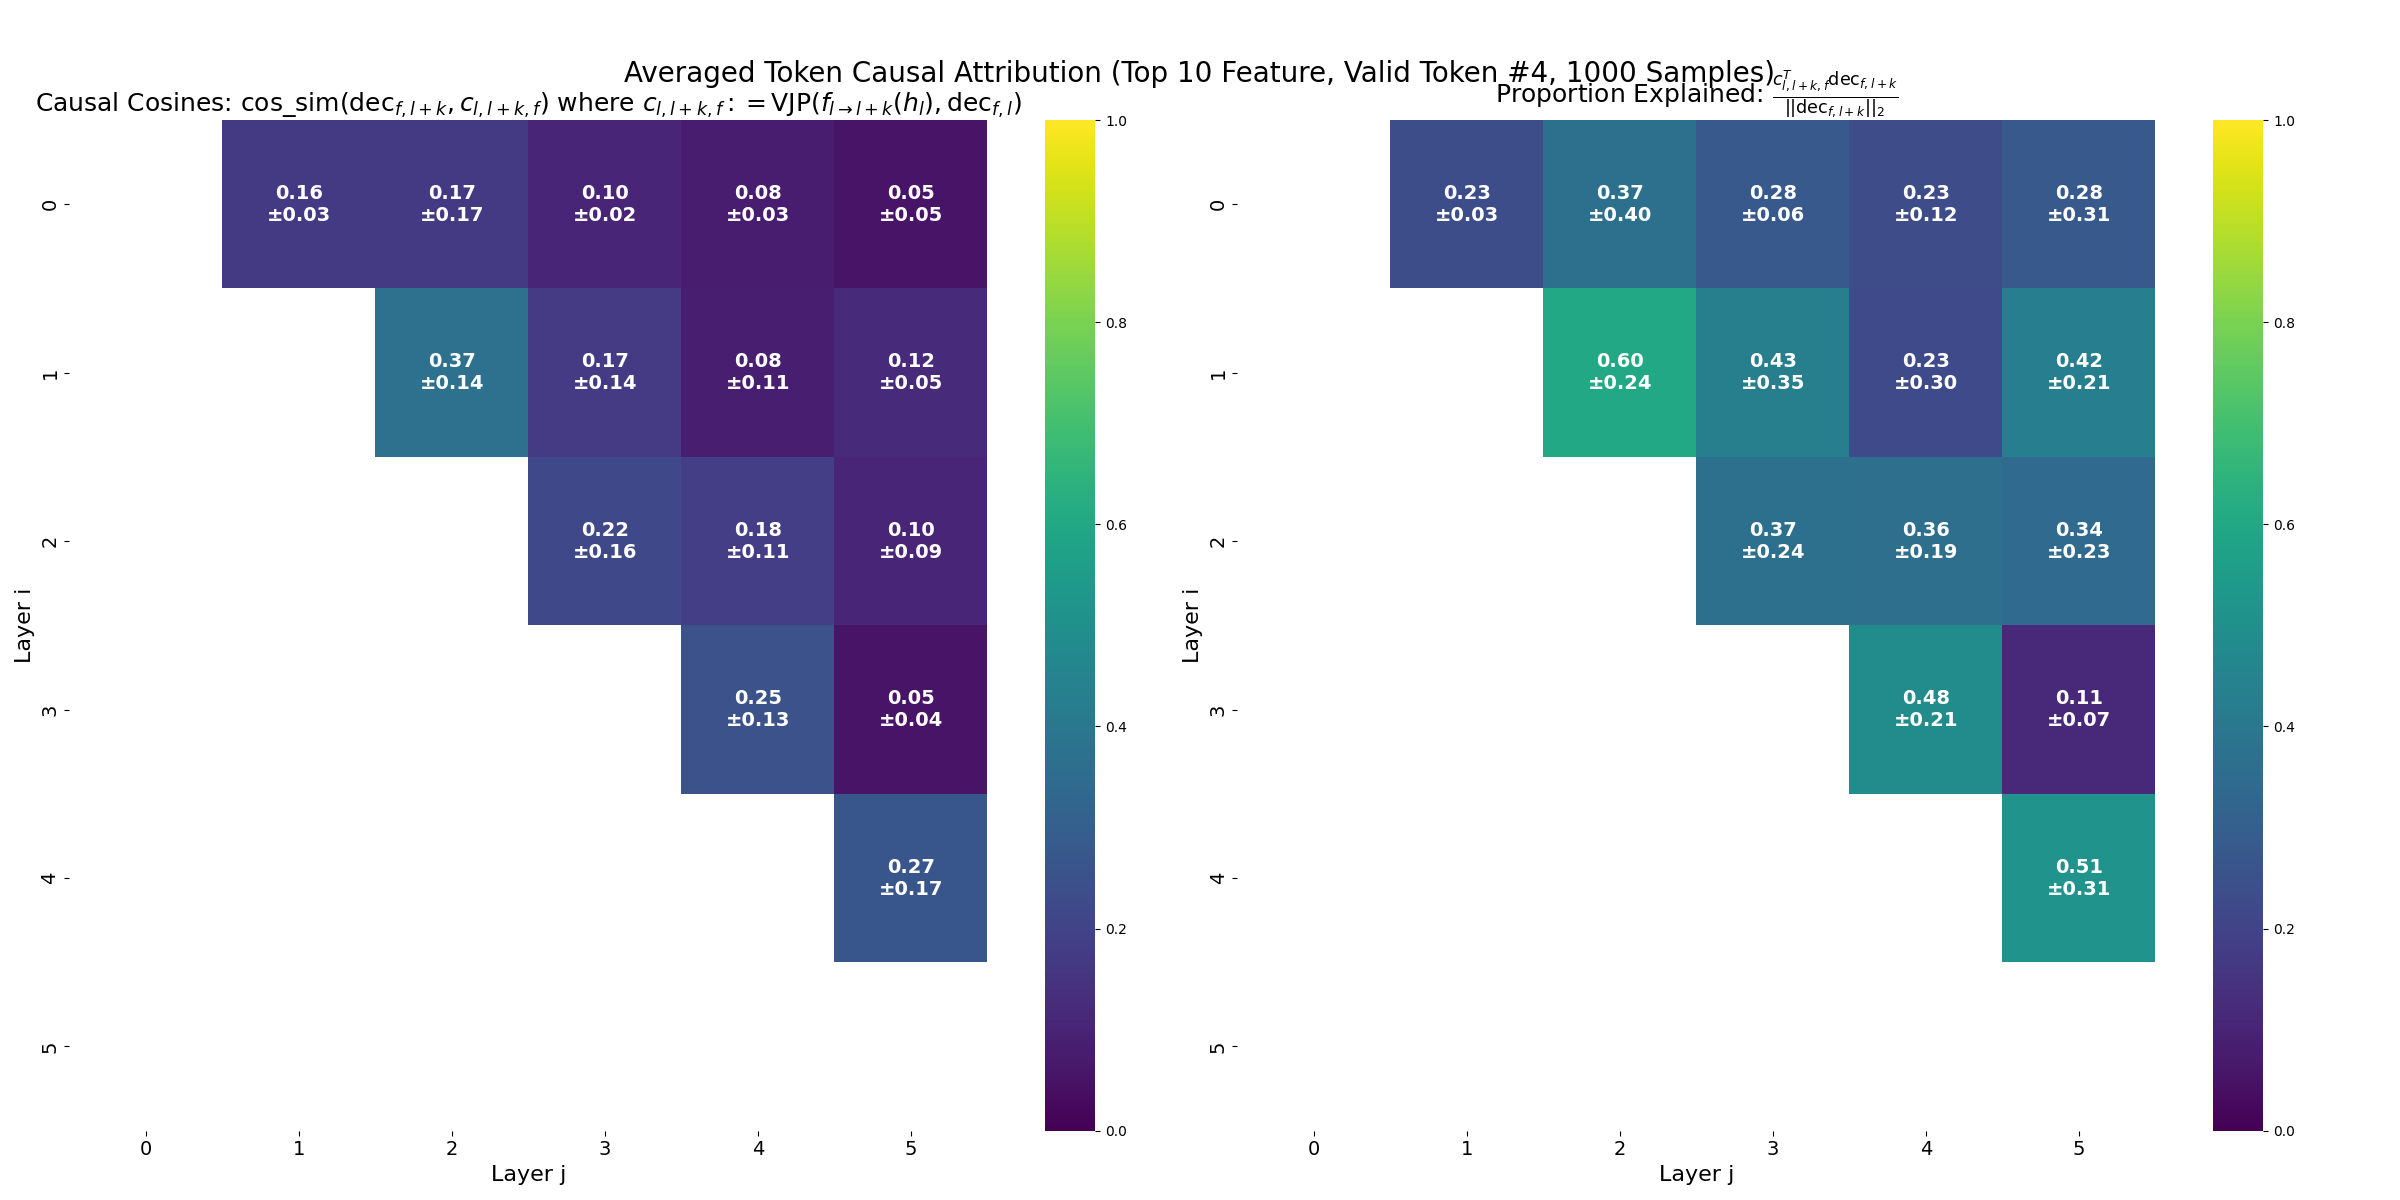 Averaged Token Causal Attribution (Top 10 Feature, Valid Token #4, 1000 Samples)
Causal Cosines: cos_sim(dec_{f, l+k}, c_{l, l+k, f}) where c_{l, l+k, f} := VJP(f_{l→l+k}(h_l), dec_{f, l})
0.16 0.17 0.10 0.08 0.05
±0.03 ±0.17 ±0.02 ±0.03 ±0.05
0.37 0.17 0.08 0.12
±0.14 ±0.14 ±0.11 ±0.05
0.22 0.18 0.10
±0.16 ±0.11 ±0.09
0.25 0.05
±0.13 ±0.04
0.27
±0.17
0
1
2
3
4
5
Layer i
0 1 2 3 4 5
Layer j
1.0
0.8
0.6
0.4
0.2
0.0
Proportion Explained: \frac{c^T_{l, l+k, f} dec_{f, l+k}}{||dec_{f, l+k}||_2}
0.23 0.37 0.28 0.23 0.28
±0.03 ±0.40 ±0.06 ±0.12 ±0.31
0.60 0.43 0.23 0.42
±0.24 ±0.35 ±0.30 ±0.21
0.37 0.36 0.34
±0.24 ±0.19 ±0.23
0.48 0.11
±0.21 ±0.07
0.51
±0.31
0
1
2
3
4
5
Layer i
0 1 2 3 4 5
Layer j
1.0
0.8
0.6
0.4
0.2
0.0